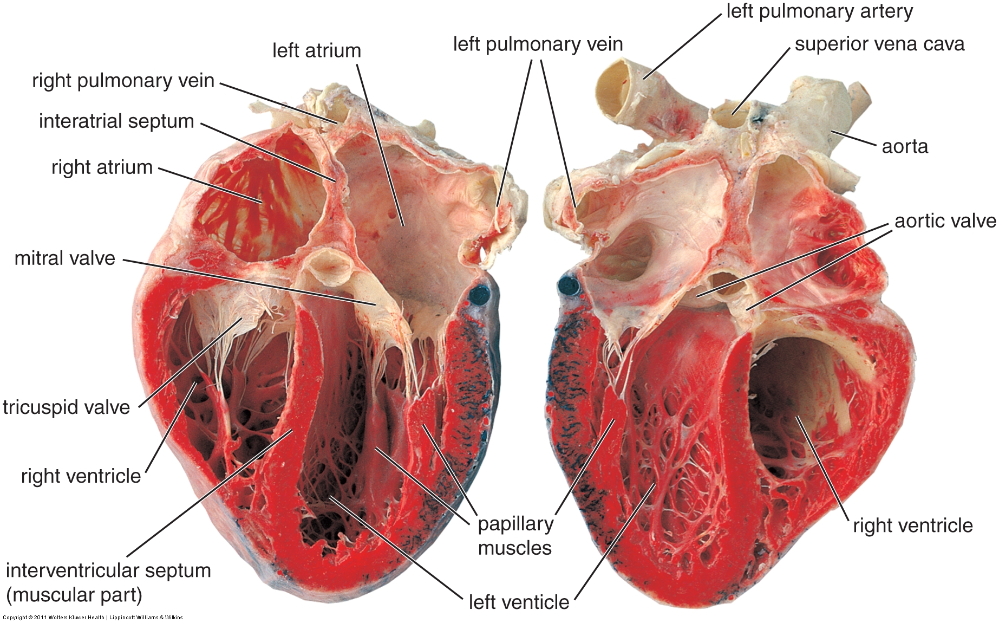 left pulmonary artery
left atrium
left pulmonary vein
superior vena cava
right pulmonary vein
interatrial septum
aorta
right atrium
aortic valve
mitral valve
tricuspid valve
right ventricle
papillary
muscles
right ventricle
interventricular septum
(muscular part)
left venticle
Copyright © 2011 Wolters Kluwer Health | Lippincott Williams & Wilkins